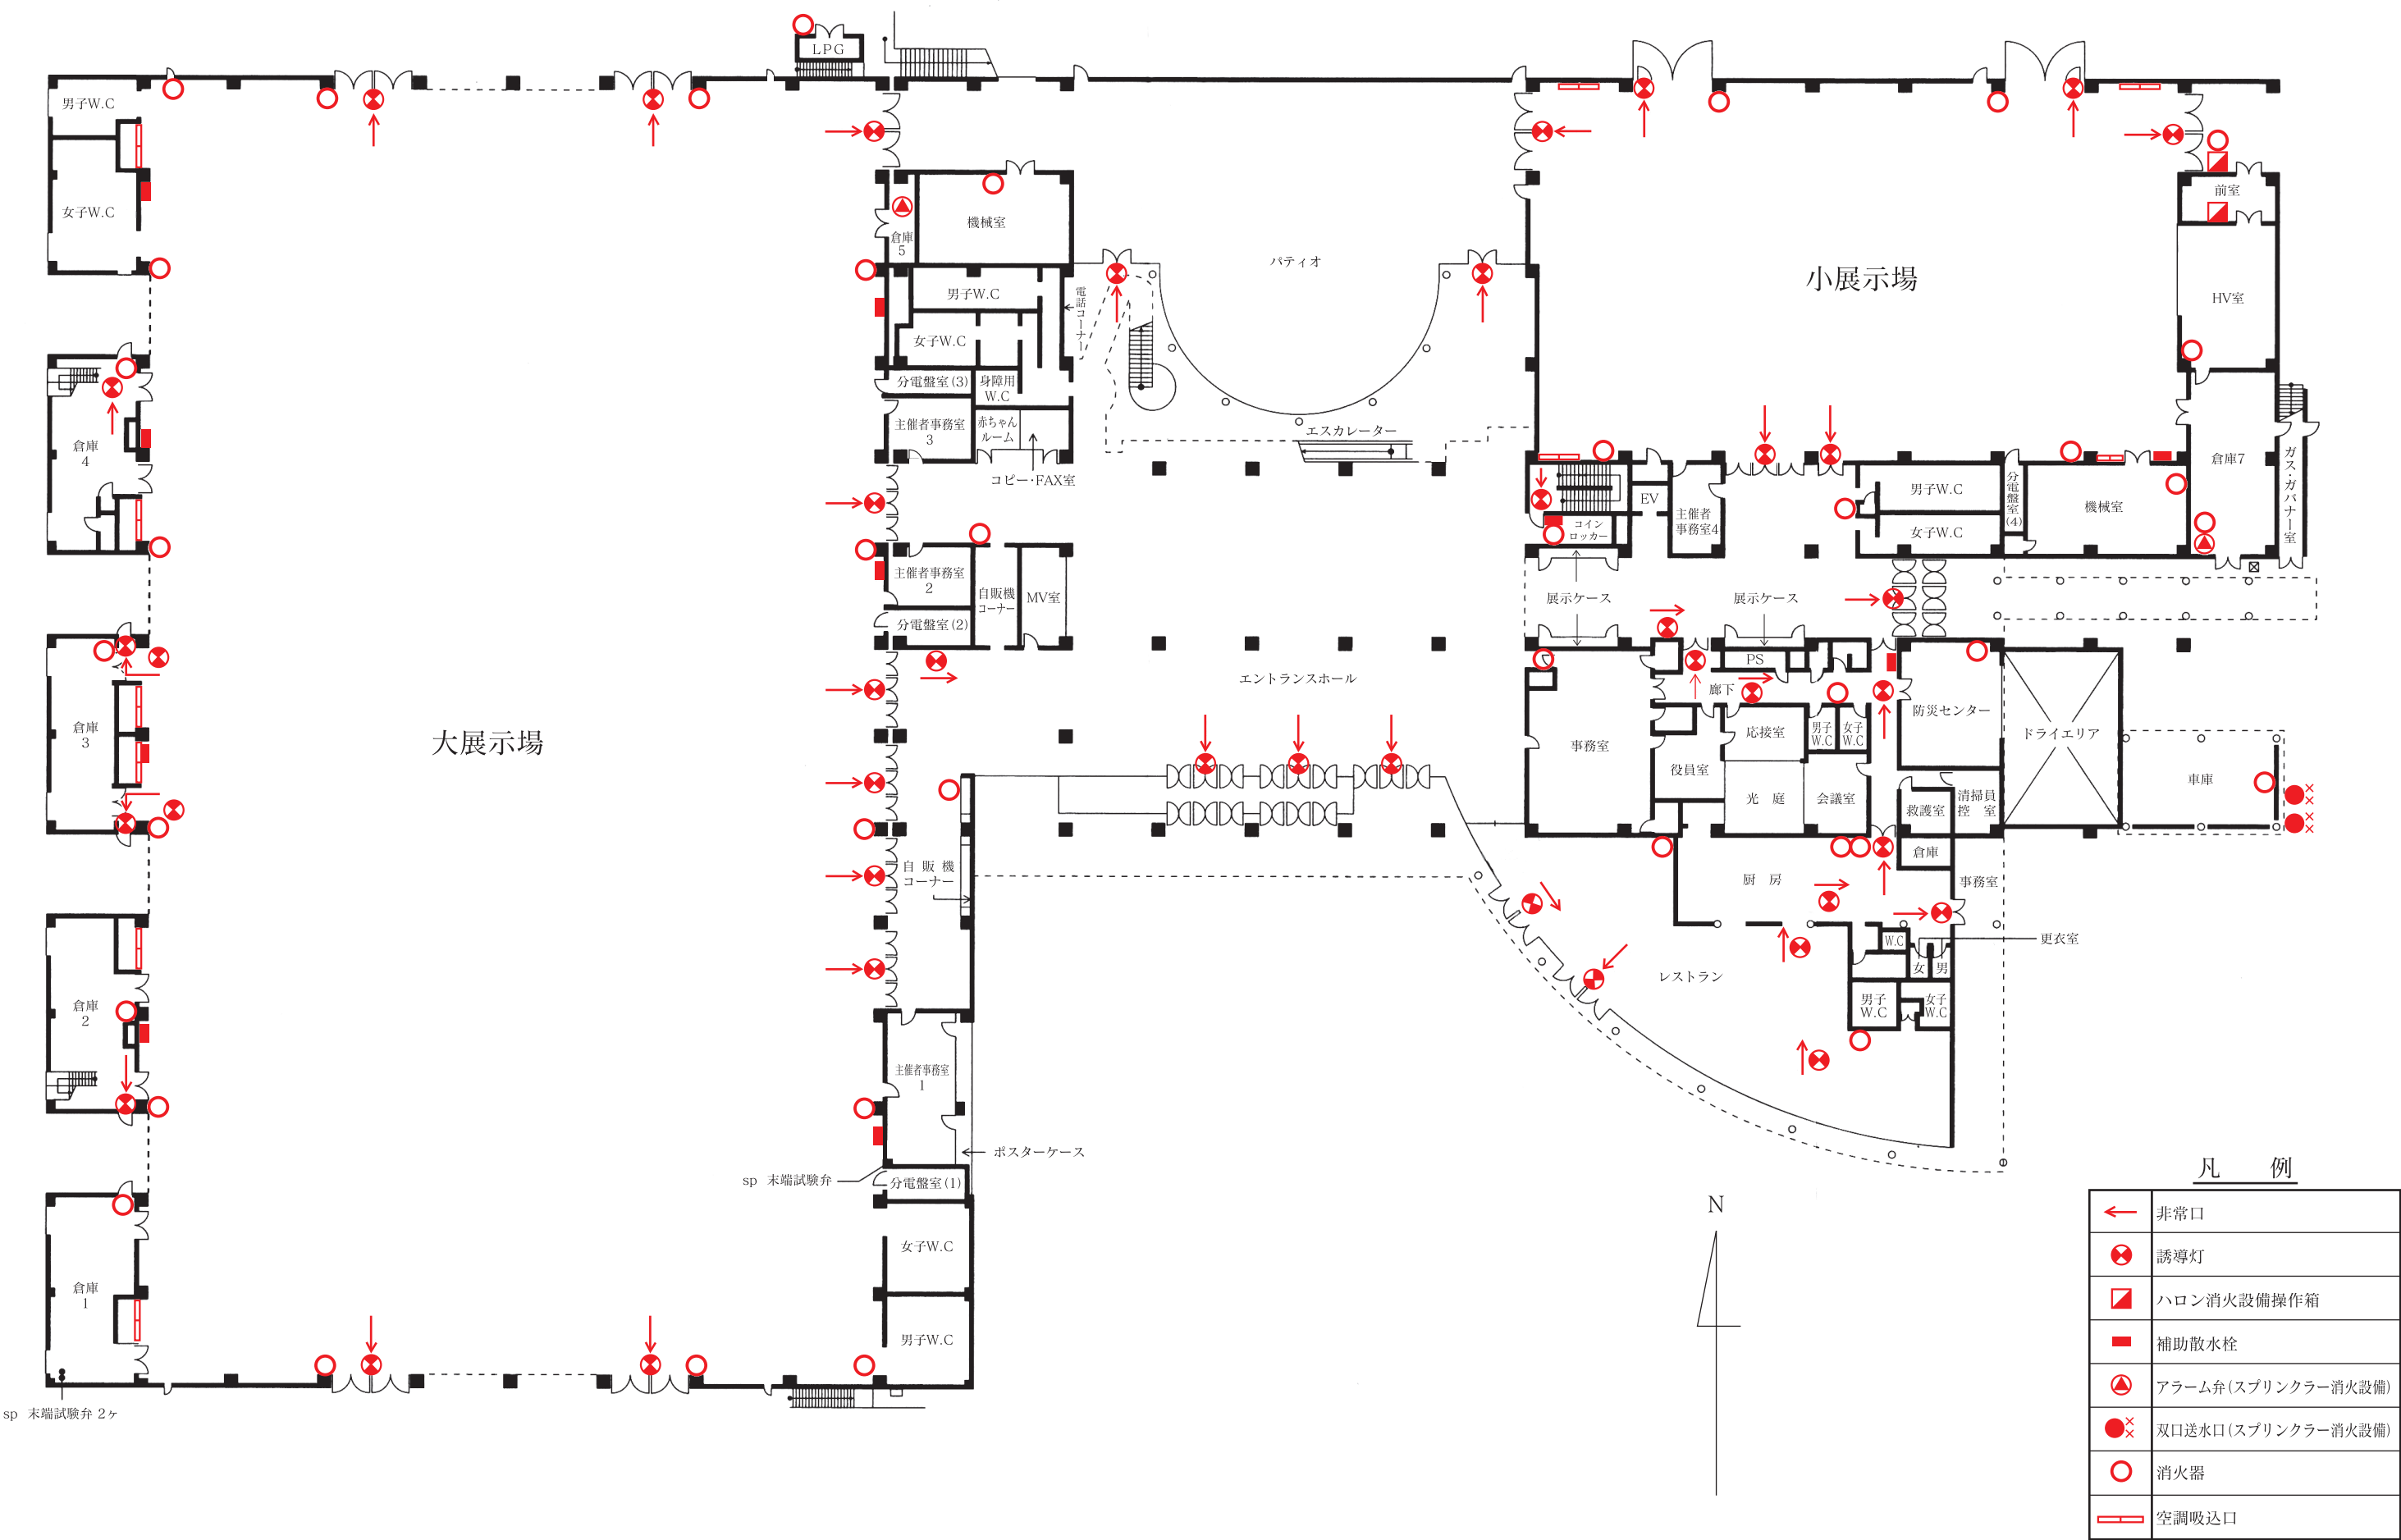 LPG
男子W.C
女子W.C
倉庫
5
機械室
パティオ
小展示場
前室
HV室
男子W.C
電話コーナー
女子W.C
分電盤室(3)
身障用
W.C
主催者事務室
3
赤ちゃん
ルーム
コピー・FAX室
エスカレーター
倉庫
4
EV
主催者
事務室4
コイン
ロッカー
男子W.C
女子W.C
分電盤室(4)
機械室
倉庫7
ガス・ガバナー室
主催者事務室
2
自販機
コーナー
MV室
分電盤室(2)
展示ケース
展示ケース
エントランスホール
大展示場
倉庫
3
PS
廊下
事務室
役員室
応接室
男子
W.C
女子
W.C
光 庭
会議室
防災センター
救護室
清掃員
控 室
ドライエリア
車庫
倉庫
厨 房
事務室
自 販 機
コーナー
W.C
更衣室
女
男
レストラン
男子
W.C
女子
W.C
倉庫
2
主催者事務室
1
ポスターケース
sp 末端試験弁
分電盤室(1)
女子W.C
男子W.C
倉庫
1
sp 末端試験弁 2ヶ
N
凡 例
非常口
誘導灯
ハロン消火設備操作箱
補助散水栓
アラーム弁(スプリンクラー消火設備)
双口送水口(スプリンクラー消火設備)
消火器
空調吸込口